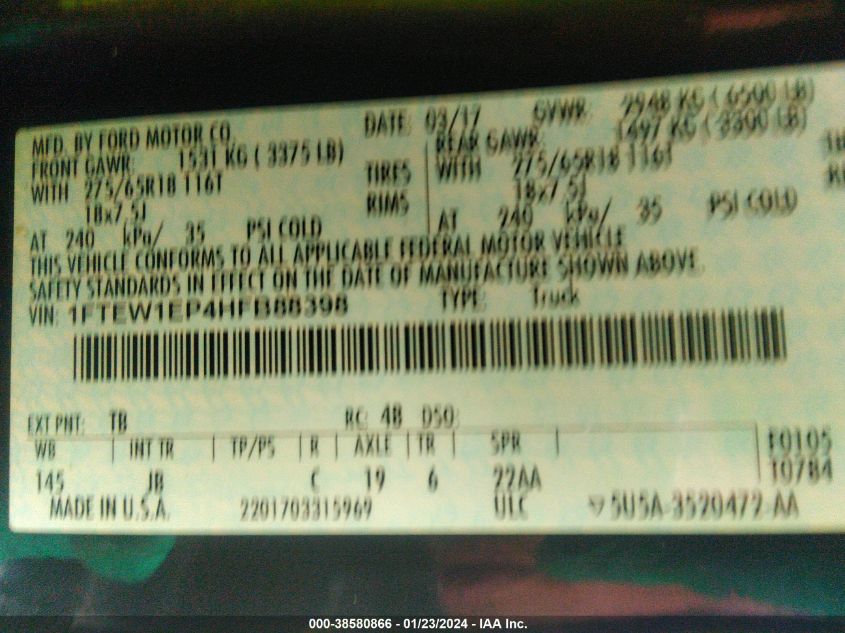 MFD. BY FORD MOTOR CO. DATE: 03/17 GVWR: 2948 KG ( 6500 LB)
FRONT GAWR: 1531 KG ( 3375 LB) REAR GAWR: 1497 KG ( 3300 LB)
WITH 275/65R18 116T TIRES WITH 275/65R18 116T
18x7.5J RIMS 18x7.5J
AT 240 kPa/ 35 PSI COLD AT 240 kPa/ 35 PSI COLD
THIS VEHICLE CONFORMS TO ALL APPLICABLE FEDERAL MOTOR VEHICLE
SAFETY STANDARDS IN EFFECT ON THE DATE OF MANUFACTURE SHOWN ABOVE.
VIN: 1FTEW1EP4HFB88398 TYPE: Truck
EXT PNT: TB RC: 48 DSO:
WB INT TR TP/PS R AXLE TR SPR F0105
145 JB C 19 6 22AA T0784
MADE IN U.S.A. 2201703315969 ULC 5U5A-3520472-AA
000-38580866 - 01/23/2024 - IAA Inc.